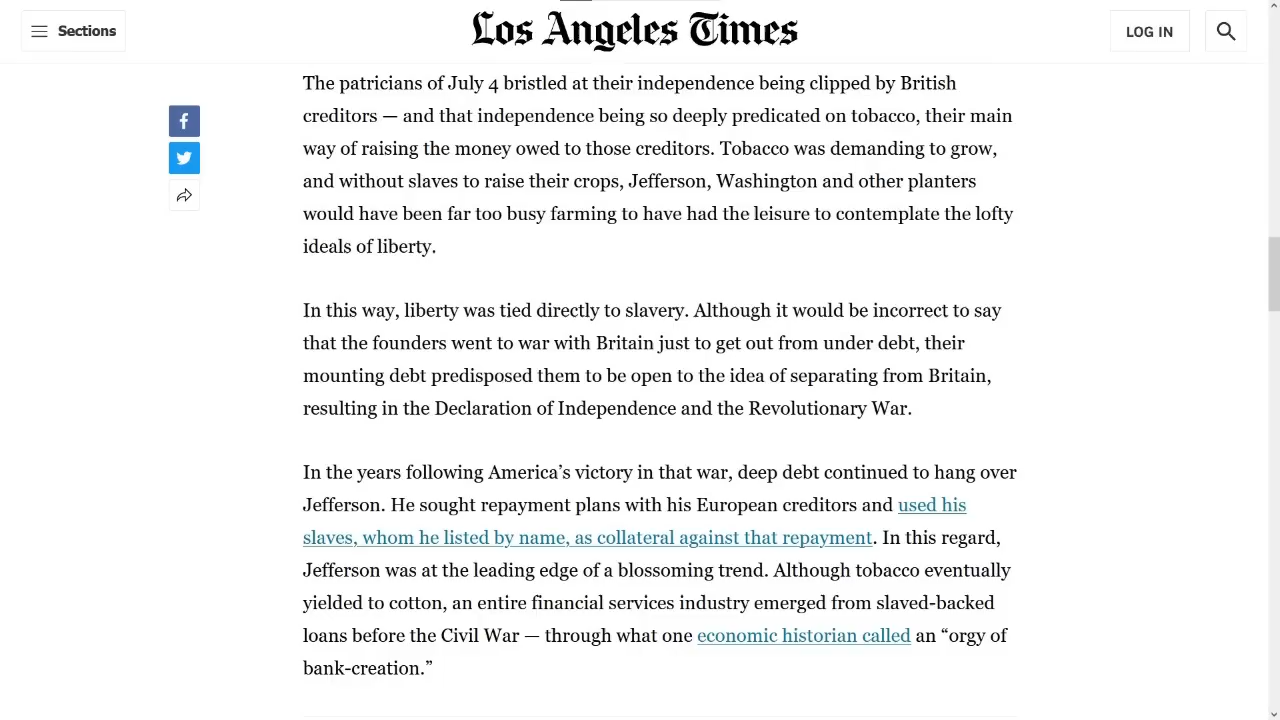 Sections
Los Angeles Times
LOG IN
The patricians of July 4 bristled at their independence being clipped by British
creditors — and that independence being so deeply predicated on tobacco, their main
way of raising the money owed to those creditors. Tobacco was demanding to grow,
and without slaves to raise their crops, Jefferson, Washington and other planters
would have been far too busy farming to have had the leisure to contemplate the lofty
ideals of liberty.
In this way, liberty was tied directly to slavery. Although it would be incorrect to say
that the founders went to war with Britain just to get out from under debt, their
mounting debt predisposed them to be open to the idea of separating from Britain,
resulting in the Declaration of Independence and the Revolutionary War.
In the years following America’s victory in that war, deep debt continued to hang over
Jefferson. He sought repayment plans with his European creditors and used his
slaves, whom he listed by name, as collateral against that repayment. In this regard,
Jefferson was at the leading edge of a blossoming trend. Although tobacco eventually
yielded to cotton, an entire financial services industry emerged from slaved-backed
loans before the Civil War — through what one economic historian called an “orgy of
bank-creation.”